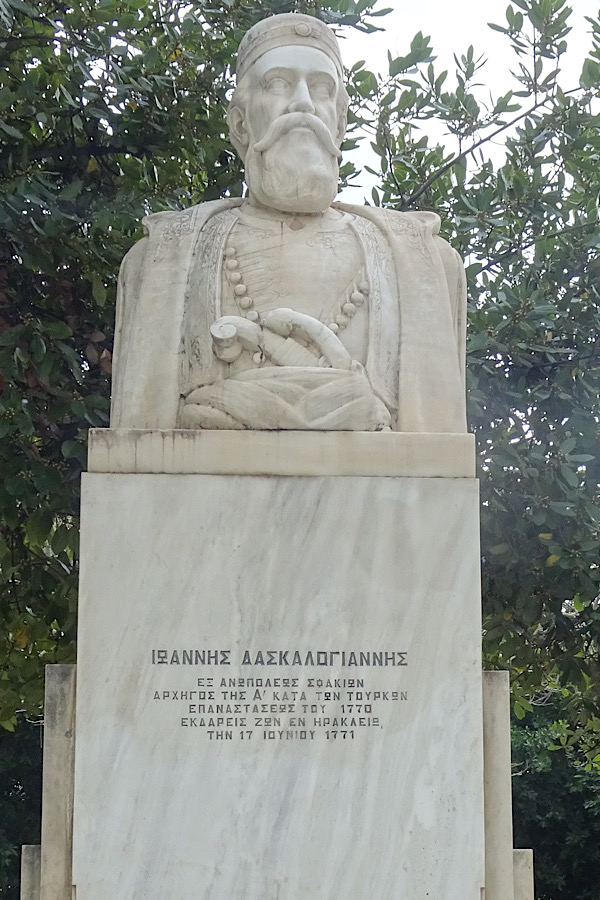 ΙΩΑΝΝΗΣ ΔΑΣΚΑΛΟΓΙΑΝΝΗΣ
ΕΞ ΑΝΩΠΟΛΕΩΣ ΣΦΑΚΙΩΝ
ΑΡΧΗΓΟΣ ΤΗΣ Α' ΚΑΤΑ ΤΩΝ ΤΟΥΡΚΩΝ
ΕΠΑΝΑΣΤΑΣΕΩΣ ΤΟΥ 1770
ΕΚΔΑΡΕΙΣ ΖΩΝ ΕΝ ΗΡΑΚΛΕΙΩ,
ΤΗΝ 17 ΙΟΥΝΙΟΥ 1771